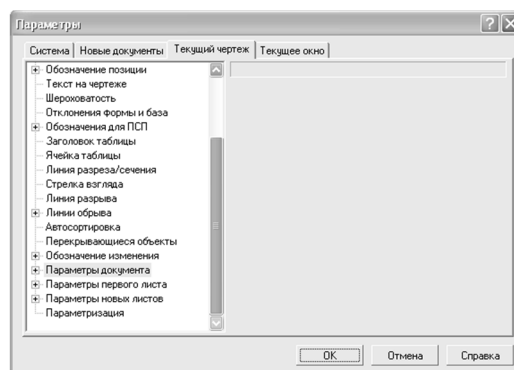 Параметры
Система Новые документы Текущий чертеж Текущее окно
Обозначение позиции
Текст на чертеже
Шероховатость
Отклонения формы и база
Обозначения для ПСП
Заголовок таблицы
Ячейка таблицы
Линия разреза/сечения
Стрелка взгляда
Линия разрыва
Линии обрыва
Автосортировка
Перекрывающиеся объекты
Обозначение изменения
Параметры документа
Параметры первого листа
Параметры новых листов
Параметризация
OK Отмена Справка